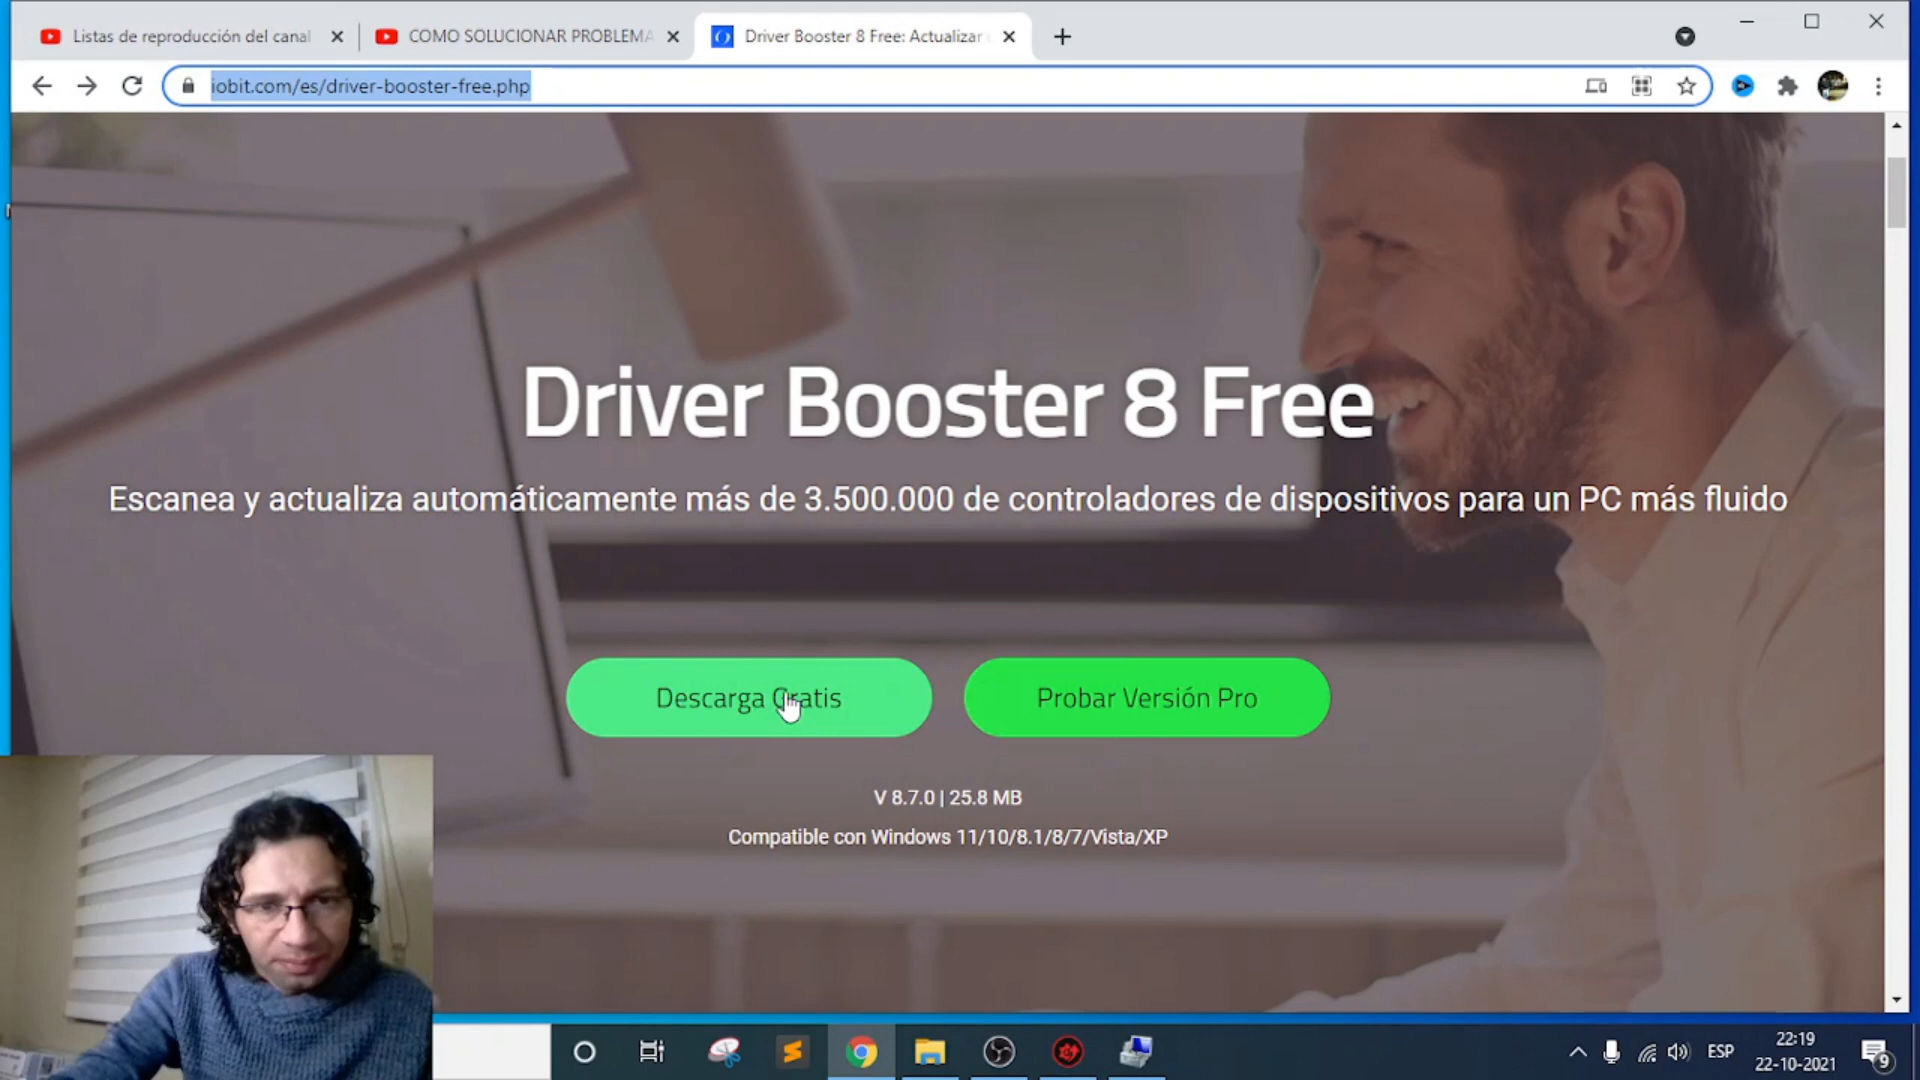 Listas de reproducción del canal
COMO SOLUCIONAR PROBLEMA
Driver Booster 8 Free: Actualizar
iobit.com/es/driver-booster-free.php
Driver Booster 8 Free
Escanea y actualiza automáticamente más de 3.500.000 de controladores de dispositivos para un PC más fluido
Descarga Gratis
Probar Versión Pro
V 8.7.0 | 25.8 MB
Compatible con Windows 11/10/8.1/8/7/Vista/XP
ESP
22:19
22-10-2021
9